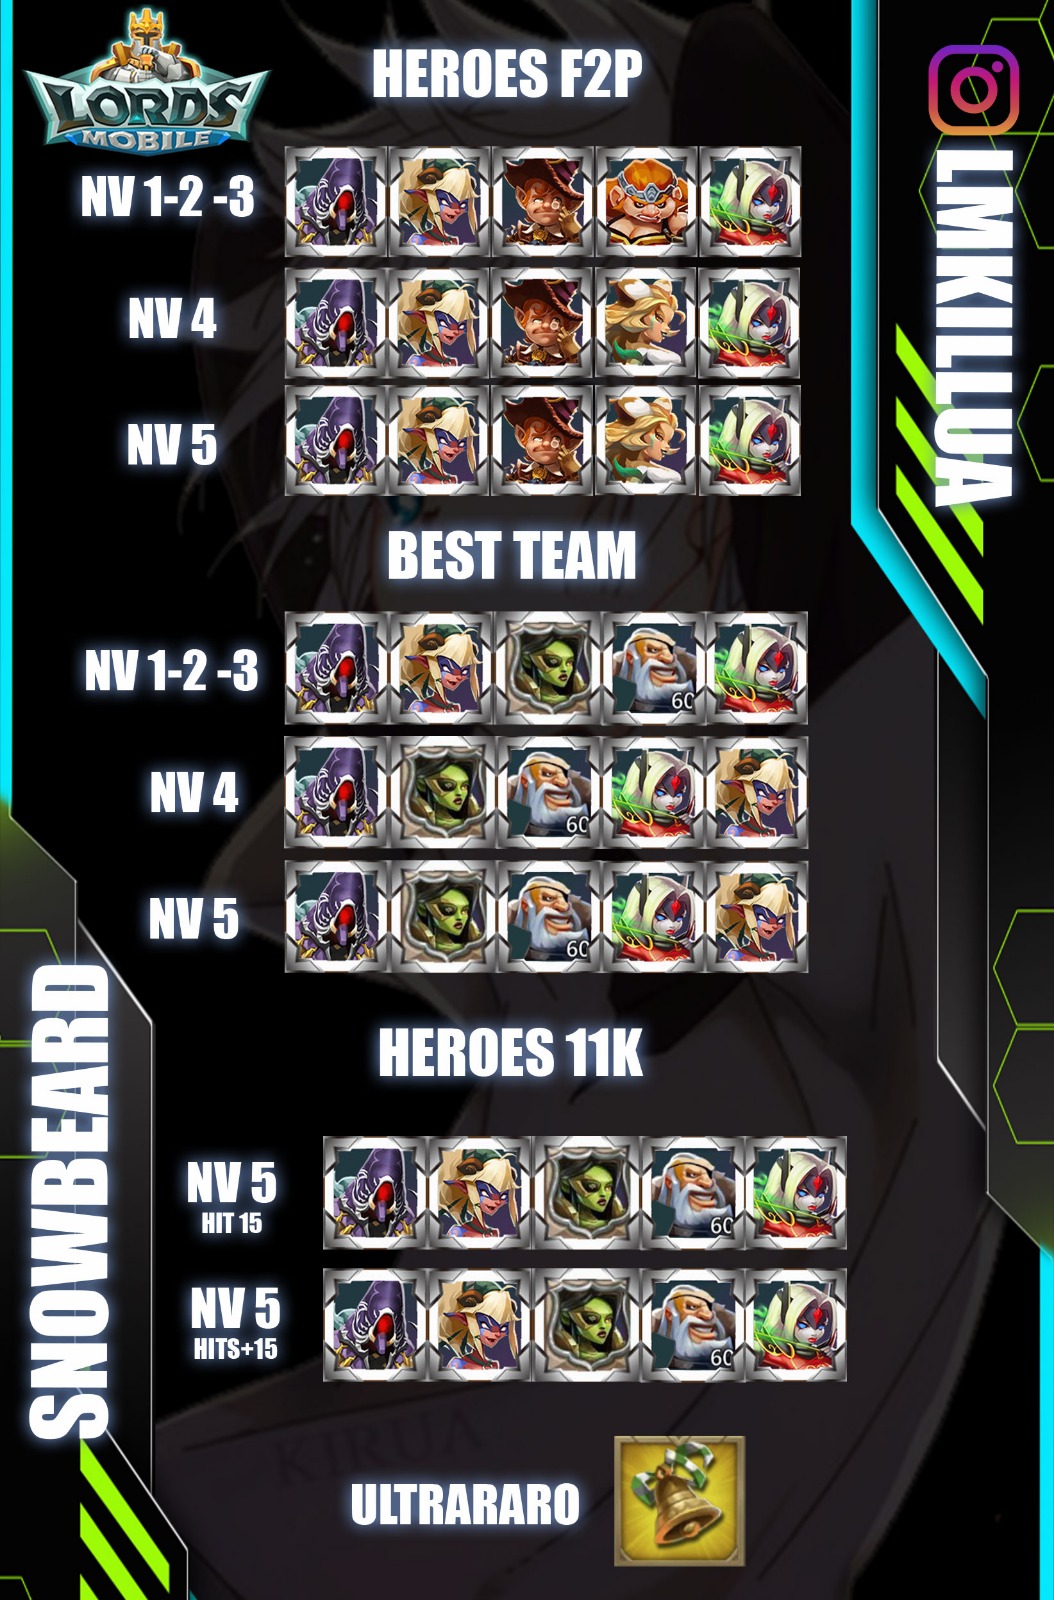 LORDS
MOBILE
HEROES F2P
NV 1-2 -3
NV 4
NV 5
BEST TEAM
NV 1-2 -3
60
NV 4
60
NV 5
60
HEROES 11K
NV 5
HIT 15
60
NV 5
HITS+15
60
KIRUA
ULTRARARO
LMKILLUA
SNOWBEARD